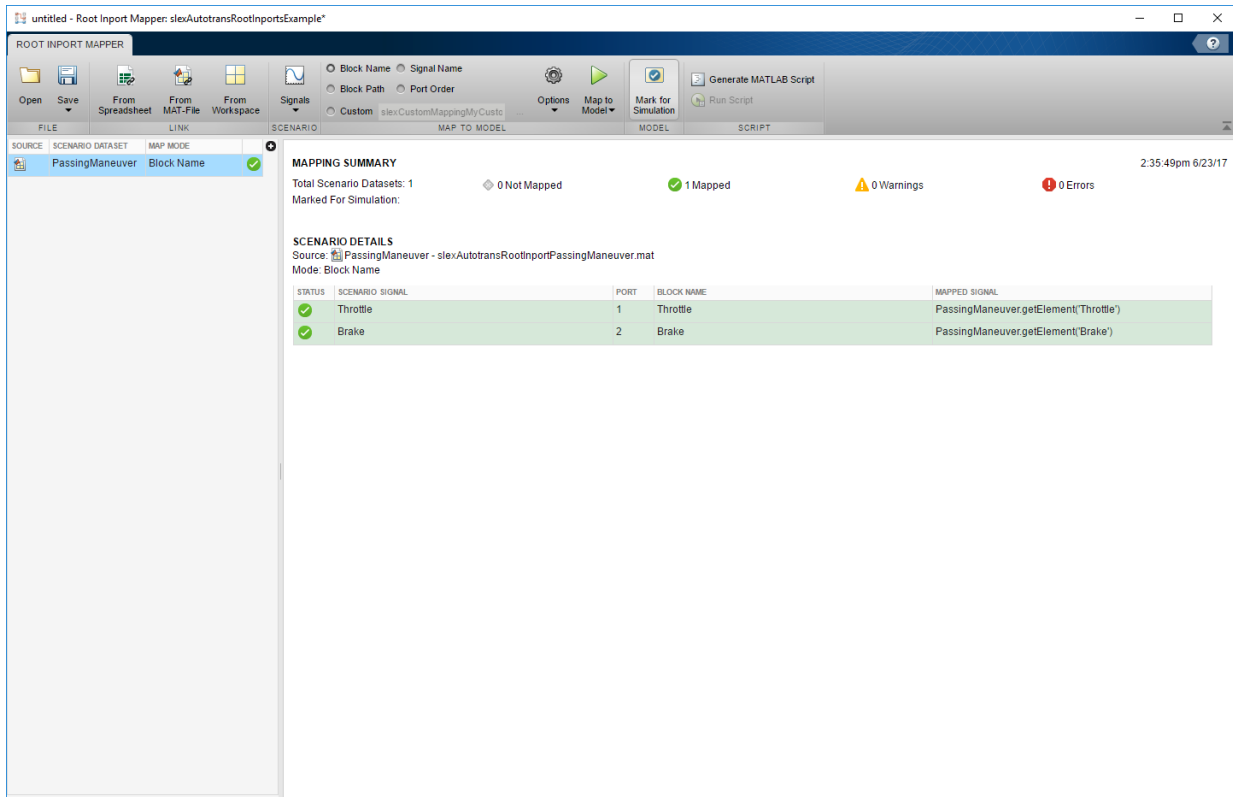 untitled - Root Inport Mapper: slexAutotransRootInportsExample*
ROOT INPORT MAPPER
?
Open
Save
From Spreadsheet
From MAT-File
From Workspace
Signals
Block Name
Signal Name
Block Path
Port Order
Custom
slexCustomMappingMyCusto
...
Options
Map to Model
Mark for Simulation
Generate MATLAB Script
Run Script
FILE
LINK
SCENARIO
MAP TO MODEL
MODEL
SCRIPT
SOURCE SCENARIO DATASET MAP MODE
PassingManeuver Block Name
MAPPING SUMMARY
2:35:49pm 6/23/17
Total Scenario Datasets: 1
0 Not Mapped
1 Mapped
0 Warnings
0 Errors
Marked For Simulation:
SCENARIO DETAILS
Source: PassingManeuver - slexAutotransRootInportPassingManeuver.mat
Mode: Block Name
STATUS SCENARIO SIGNAL PORT BLOCK NAME MAPPED SIGNAL
Throttle 1 Throttle PassingManeuver.getElement('Throttle')
Brake 2 Brake PassingManeuver.getElement('Brake')